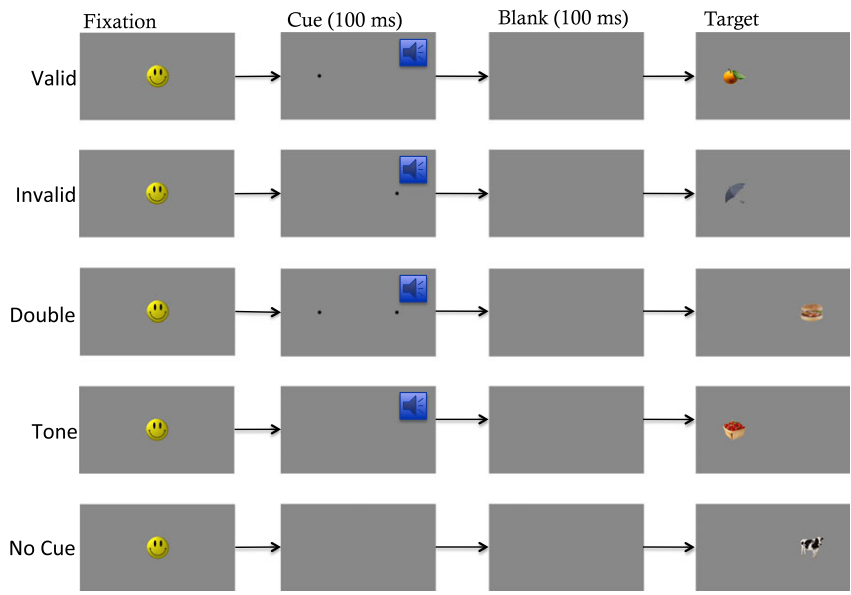 Fixation
Cue (100 ms)
Blank (100 ms)
Target
Valid
Invalid
Double
Tone
No Cue